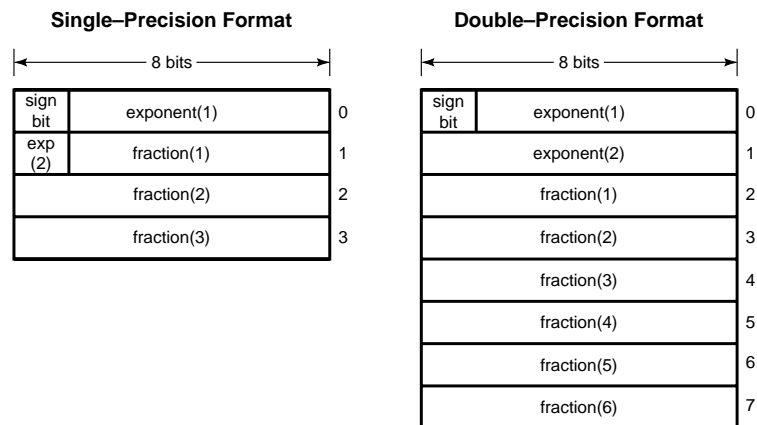 Single–Precision Format
8 bits
sign bit
exponent(1)
0
exp (2)
fraction(1)
1
fraction(2)
2
fraction(3)
3
Double–Precision Format
8 bits
sign bit
exponent(1)
0
exponent(2)
1
fraction(1)
2
fraction(2)
3
fraction(3)
4
fraction(4)
5
fraction(5)
6
fraction(6)
7